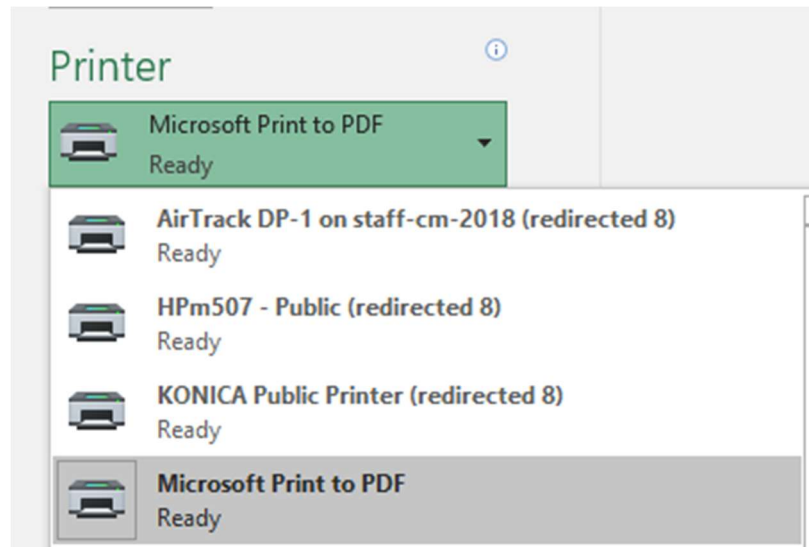 Printer
Microsoft Print to PDF
Ready
AirTrack DP-1 on staff-cm-2018 (redirected 8)
Ready
HPm507 - Public (redirected 8)
Ready
KONICA Public Printer (redirected 8)
Ready
Microsoft Print to PDF
Ready